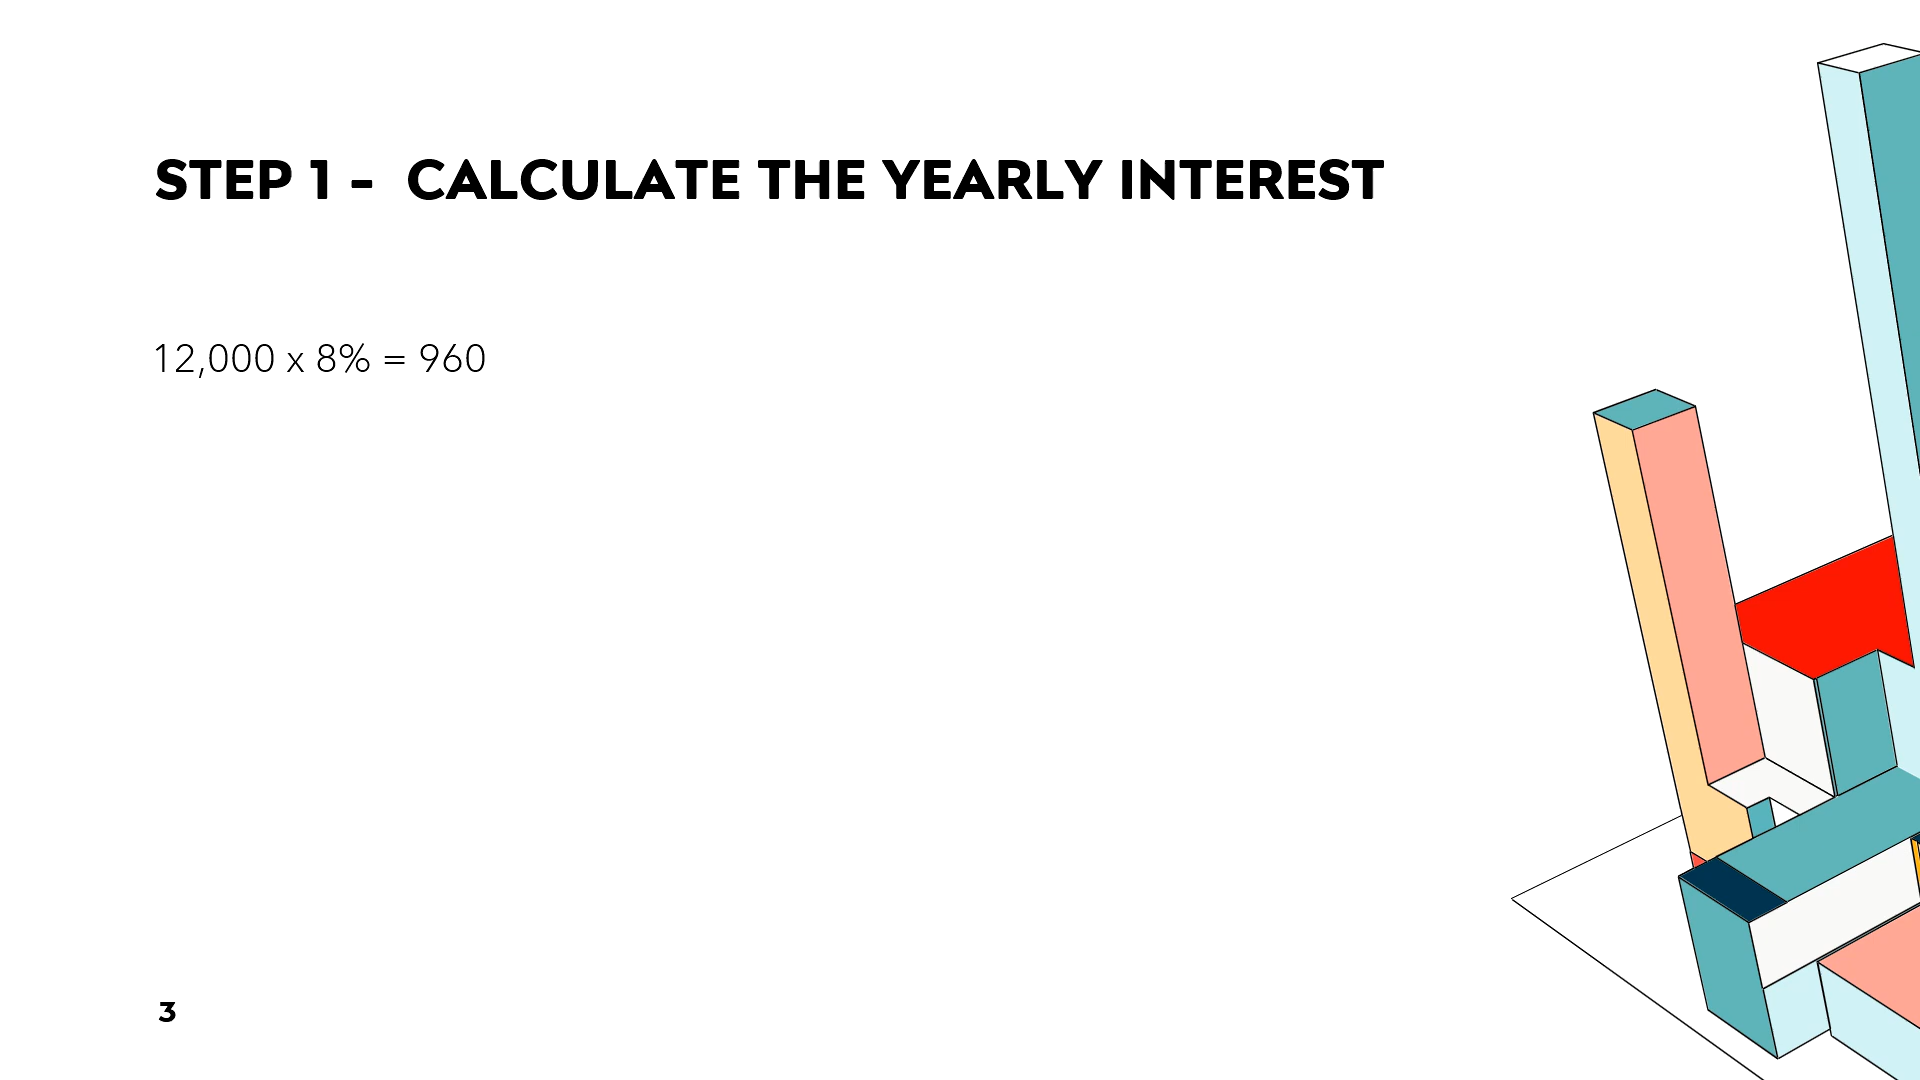 STEP 1 - CALCULATE THE YEARLY INTEREST
12,000 x 8% = 960
3